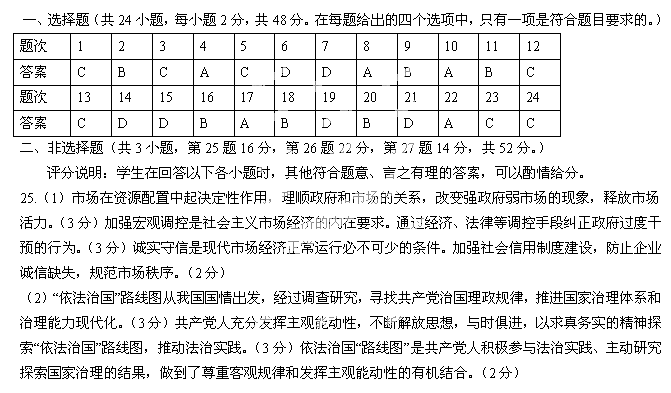 一、选择题（共 24 小题，每小题 2 分，共 48 分。在每题给出的四个选项中，只有一项是符合题目要求的。）
题次 1 2 3 4 5 6 7 8 9 10 11 12
答案 C B C A C D D A B A B C
题次 13 14 15 16 17 18 19 20 21 22 23 24
答案 C D D B A B D B D A C C
二、非选择题（共 3 小题，第 25 题 16 分，第 26 题 22 分，第 27 题 14 分，共 52 分。）
评分说明：学生在回答以下各小题时，其他符合题意、言之有理的答案，可以酌情给分。
25.（1）市场在资源配置中起决定性作用，理顺政府和市场的关系，改变强政府弱市场的现象，释放市场
活力。（3 分）加强宏观调控是社会主义市场经济的内在要求。通过经济、法律等调控手段纠正政府过度干
预的行为。（3 分）诚实守信是现代市场经济正常运行必不可少的条件。加强社会信用制度建设，防止企业
诚信缺失，规范市场秩序。（2 分）
（2）“依法治国”路线图从我国国情出发，经过调查研究，寻找共产党治国理政规律，推进国家治理体系和
治理能力现代化。（3 分）共产党人充分发挥主观能动性，不断解放思想，与时俱进，以求真务实的精神探
索“依法治国”路线图，推动法治实践。（3 分）依法治国“路线图”是共产党人积极参与法治实践、主动研究
探索国家治理的结果，做到了尊重客观规律和发挥主观能动性的有机结合。（2 分）